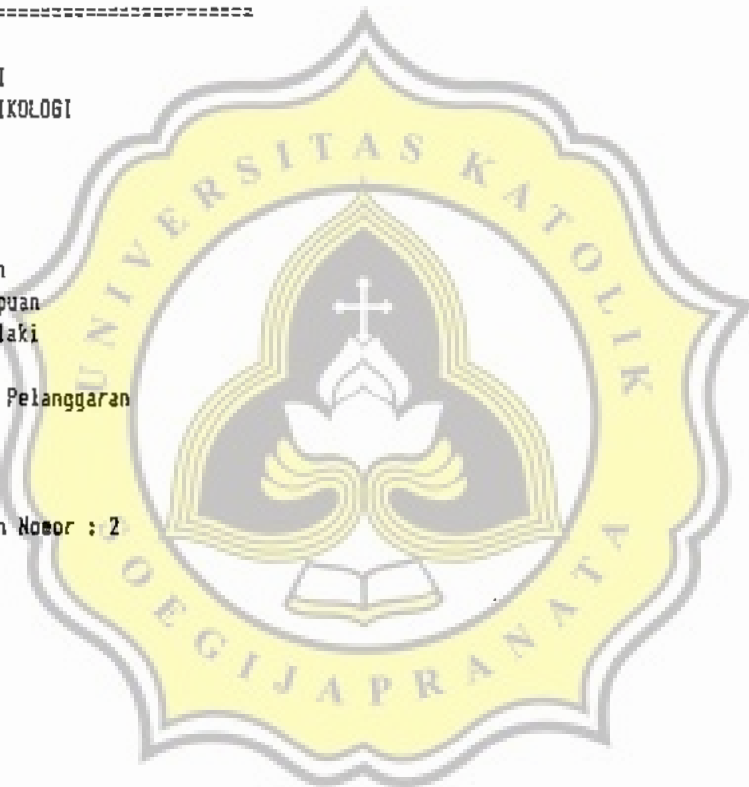 I
IKOLOGI
n
puan
laki
Pelanggaran
n Nomor : 2
UNIVERSITAS KATOLIK
SOEGIJAPRANATA